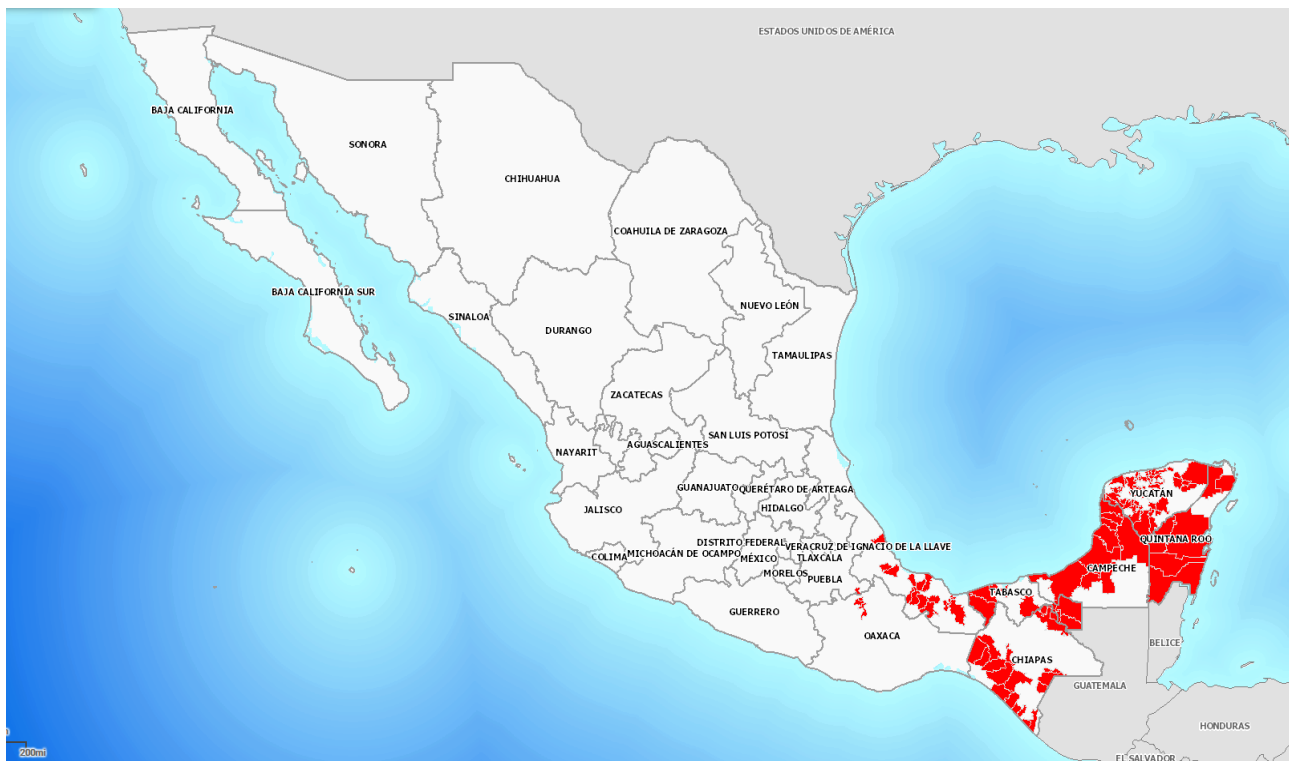 ESTADOS UNIDOS DE AMÉRICA
BAJA CALIFORNIA
SONORA
CHIHUAHUA
COAHUILA DE ZARAGOZA
BAJA CALIFORNIA SUR
SINALOA
NUEVO LEÓN
DURANGO
TAMAULIPAS
ZACATECAS
SAN LUIS POTOSÍ
AGUASCALIENTES
NAYARIT
GUANAJUATO
QUERÉTARO DE ARTEAGA
YUCATÁN
JALISCO
HIDALGO
DISTRITO FEDERAL
VERACRUZ DE IGNACIO DE LA LLAVE
QUINTANA ROO
COLIMA
MICHOACÁN DE OCAMPO
MÉXICO
TLAXCALA
CAMPECHE
MORELOS
PUEBLA
TABASCO
GUERRERO
OAXACA
BELICE
CHIAPAS
GUATEMALA
HONDURAS
200mi
EL SALVADOR